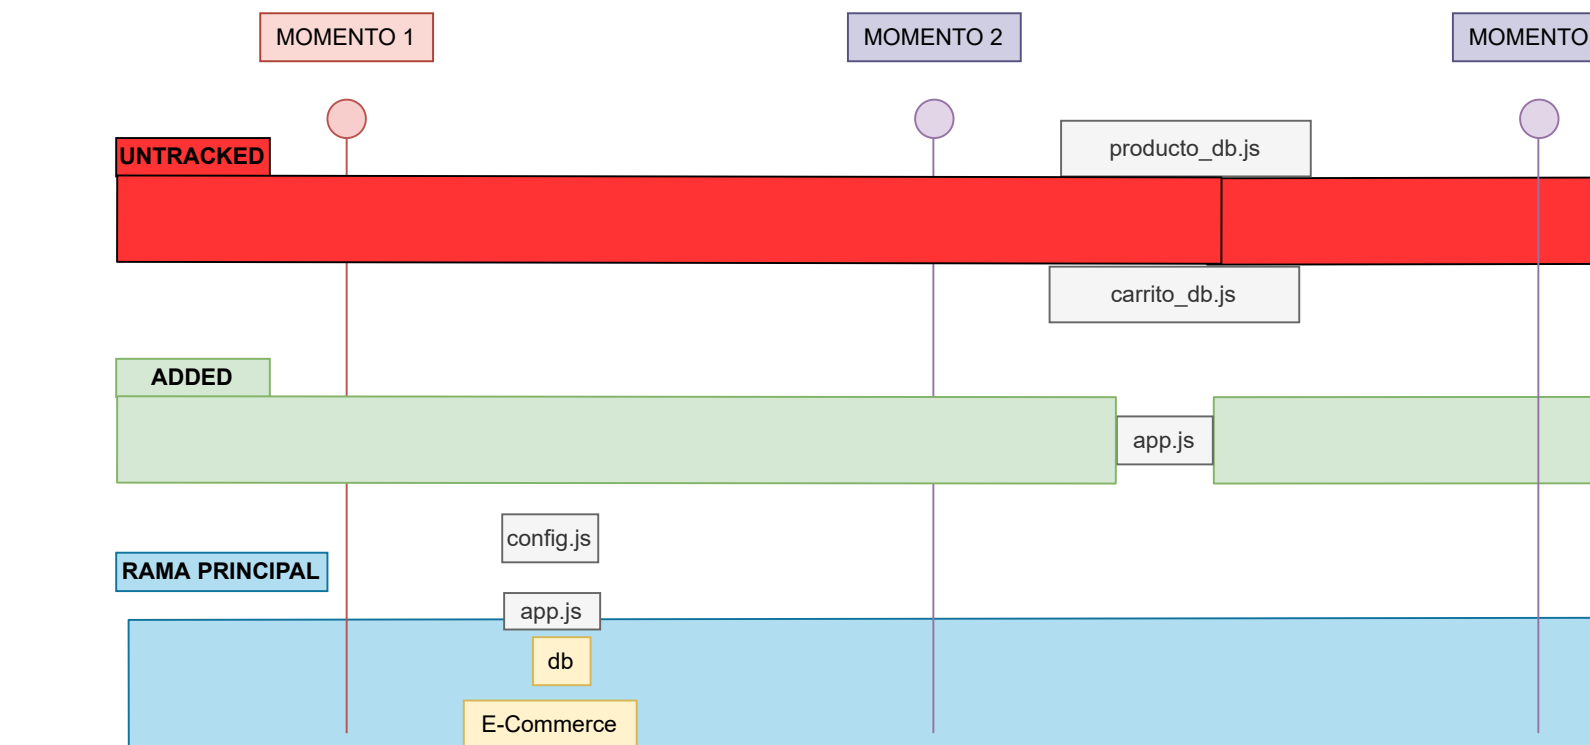 MOMENTO 1
MOMENTO 2
MOMENTO
producto_db.js
UNTRACKED
carrito_db.js
ADDED
app.js
config.js
RAMA PRINCIPAL
app.js
db
E-Commerce